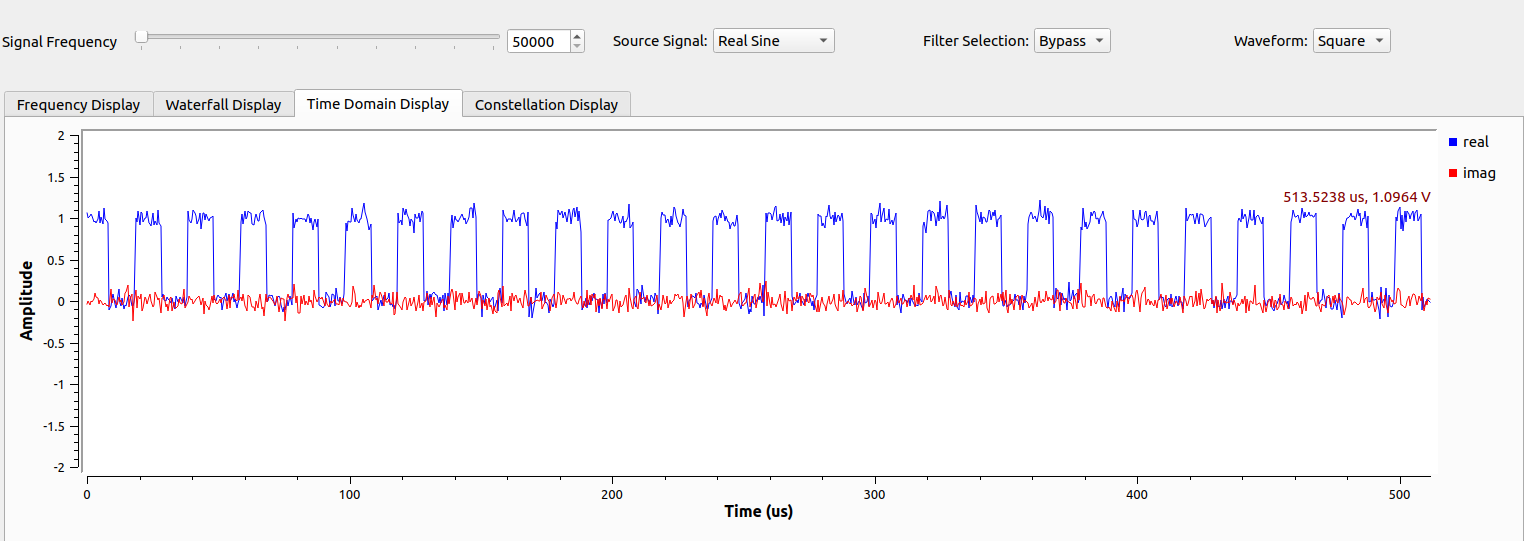 Signal Frequency 50000 Source Signal: Real Sine Filter Selection: Bypass Waveform: Square
Frequency Display Waterfall Display Time Domain Display Constellation Display
2
1.5
1
0.5
0
-0.5
-1
-1.5
-2
Amplitude
real
imag
513.5238 us, 1.0964 V
0 100 200 300 400 500
Time (us)